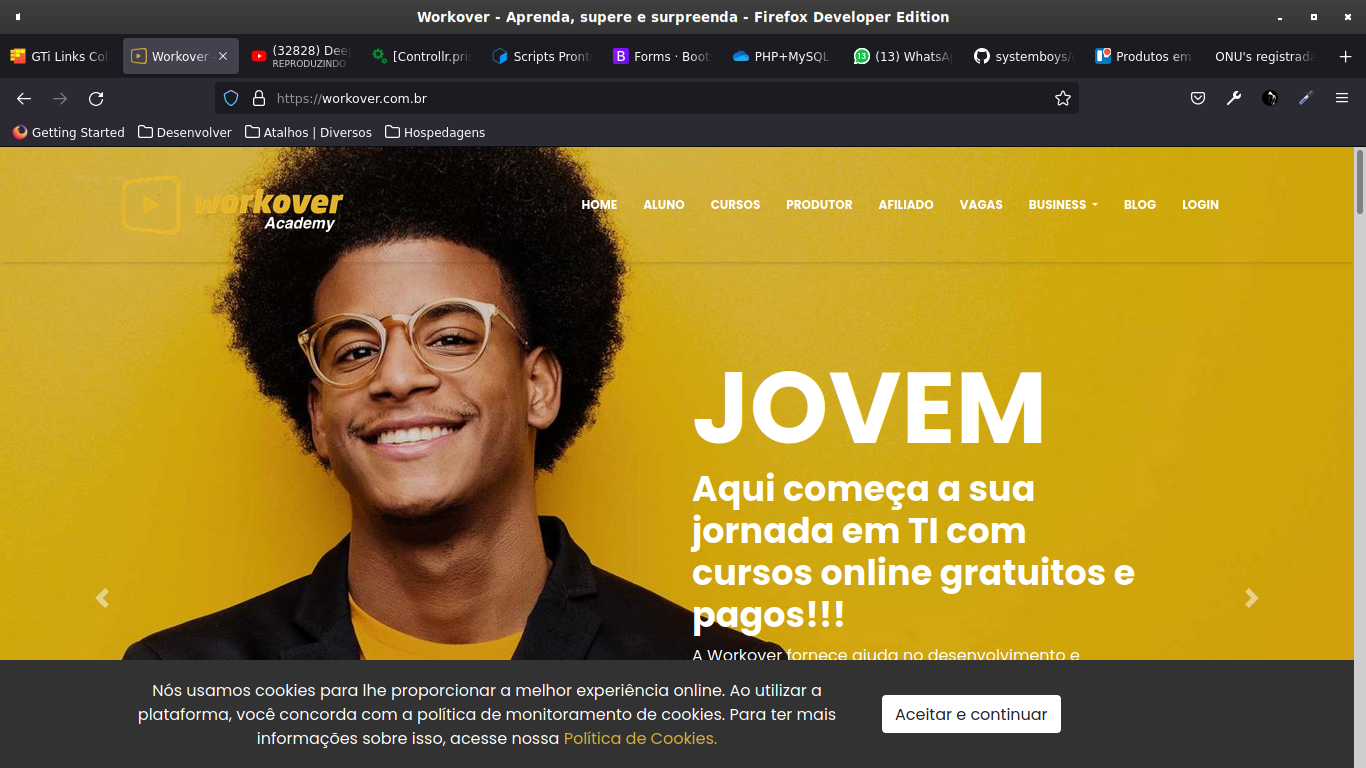 Workover - Aprenda, supere e surpreenda - Firefox Developer Edition
GTi Links Col
Workover -
(32828) Dee
REPRODUZINDO
[Controllr.pri
Scripts Pront
Forms · Boot
PHP+MySQL
(13) WhatsA
systemboys/
Produtos em
ONU's registrada
https://workover.com.br
Getting Started Desenvolver Atalhos | Diversos Hospedagens
workover
Academy
HOME ALUNO CURSOS PRODUTOR AFILIADO VAGAS BUSINESS BLOG LOGIN
JOVEM
Aqui começa a sua
jornada em TI com
cursos online gratuitos e
pagos!!!
A Workover fornece ajuda no desenvolvimento e
Nós usamos cookies para lhe proporcionar a melhor experiência online. Ao utilizar a
plataforma, você concorda com a política de monitoramento de cookies. Para ter mais
informações sobre isso, acesse nossa Política de Cookies.
Aceitar e continuar